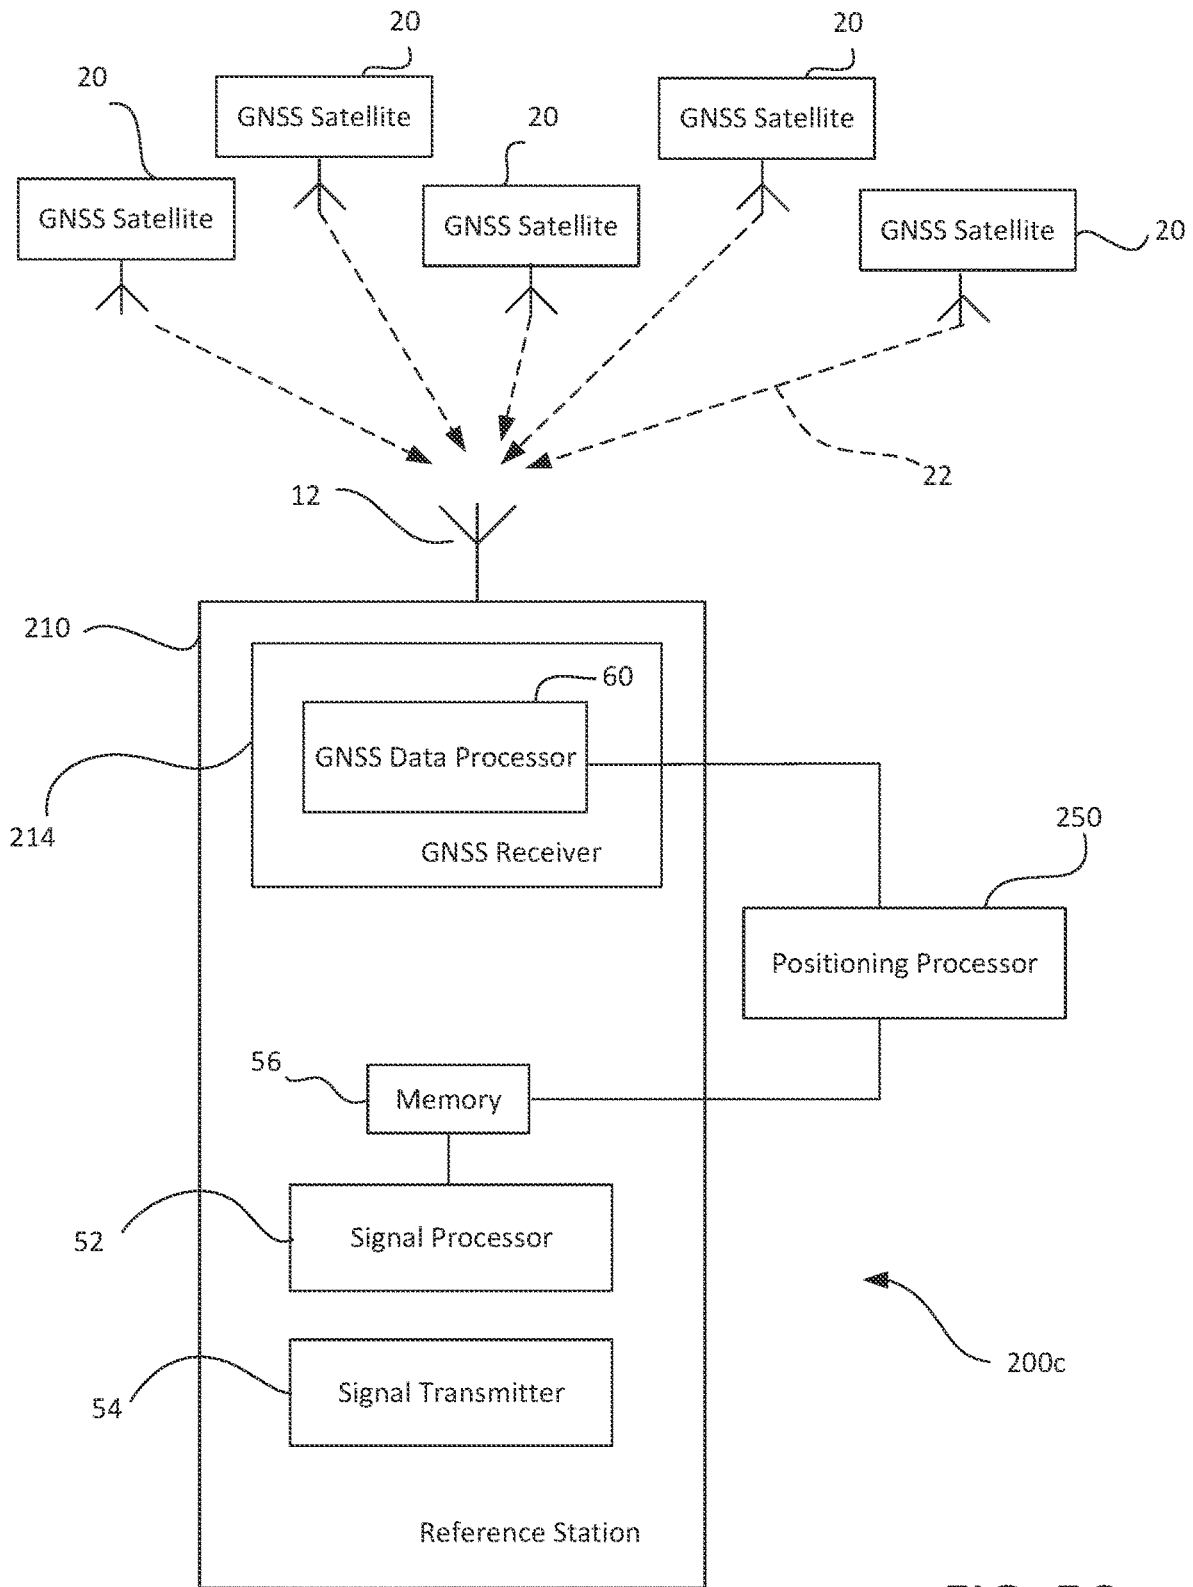 20
20
20
20
GNSS Satellite
GNSS Satellite
GNSS Satellite
GNSS Satellite
GNSS Satellite
20
22
12
210
60
GNSS Data Processor
214
GNSS Receiver
250
Positioning Processor
56
Memory
52
Signal Processor
200c
54
Signal Transmitter
Reference Station